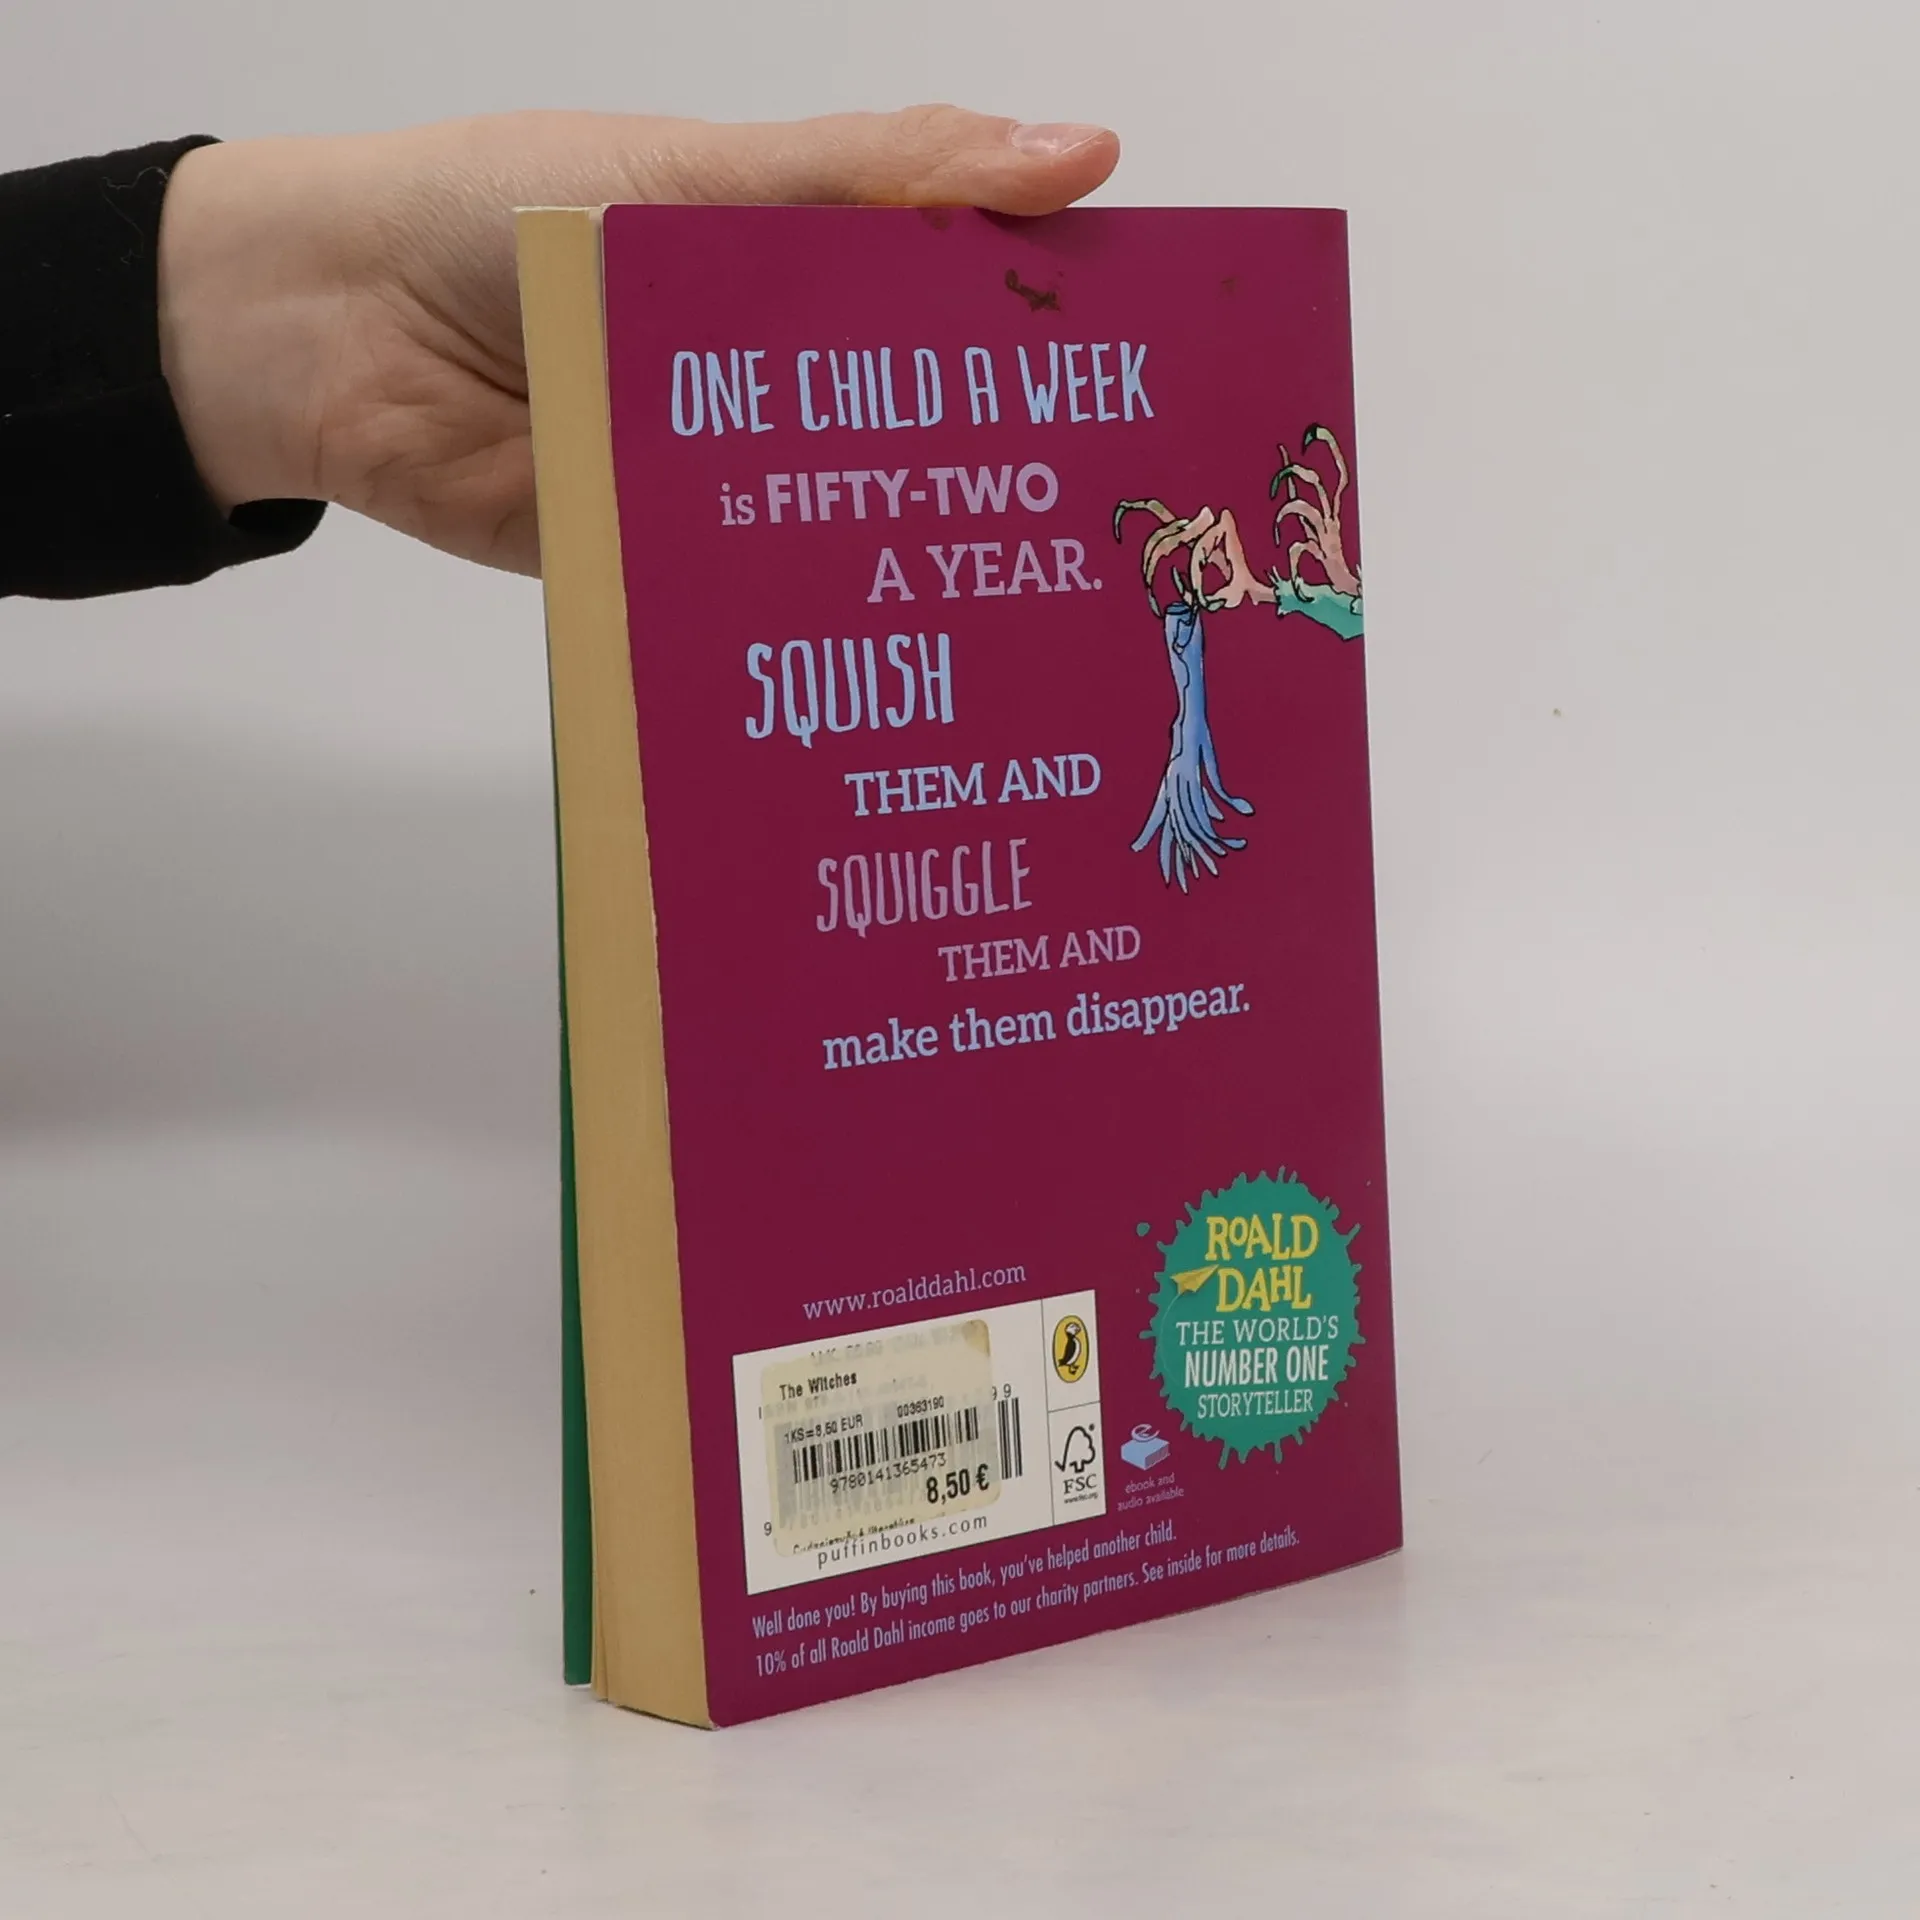 ONE CHILD A WEEK
is FIFTY-TWO
A YEAR.
SQUISH
THEM AND
SQUIGGLE
THEM AND
make them disappear.
www.roalddahl.com
ROALD
DAHL
THE WORLD'S
NUMBER ONE
STORYTELLER
The Witches
1KS=8,50 EUR 00363190
9780141365473
8,50 €
puffinbooks.com
FSC
www.fsc.org
ebook and
audio available
Well done you! By buying this book, you've helped another child.
10% of all Roald Dahl income goes to our charity partners. See inside for more details.